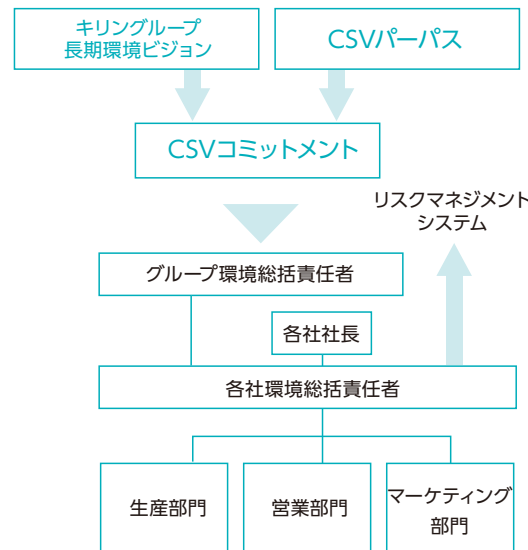 キリングループ
長期環境ビジョン
CSVパーパス
CSVコミットメント
リスクマネジメント
システム
グループ環境総括責任者
各社社長
各社環境総括責任者
生産部門
営業部門
マーケティング
部門